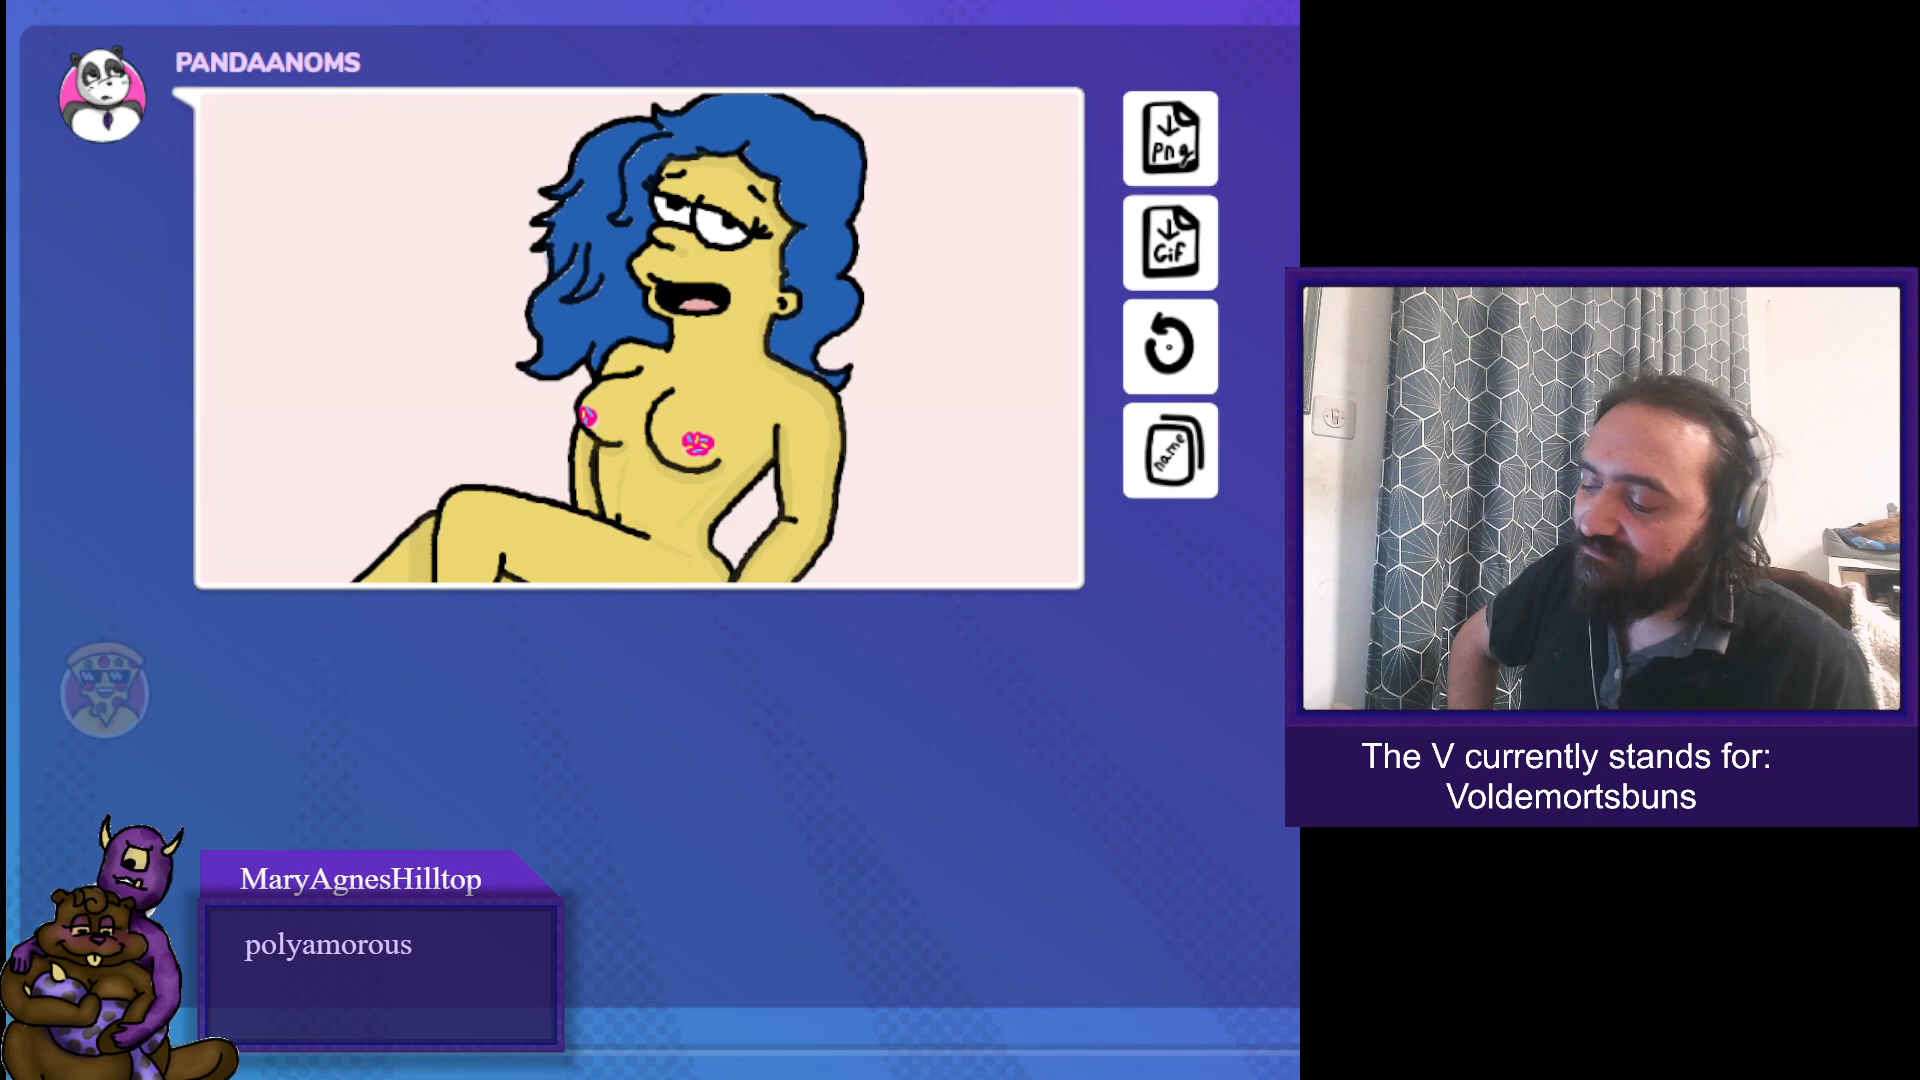 PANDAANOMS
Png
Gif
name
The V currently stands for:
Voldemortsbuns
MaryAgnesHilltop
polyamorous